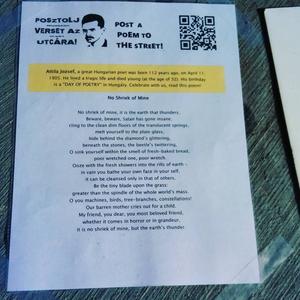 POSZTOLJ
VERSET AZ
UTCÁRA!
POST A
POEM TO
THE STREET!
Attila Jozsef, a great Hungarian poet was born 112 years ago, on April 11,
1905. He lived a tragic life and died young (at the age of 32). His birthday
is a "DAY OF POETRY" in Hungary. Celebrate with us, read this poem!
No Shriek of Mine
No shriek of mine, it is the earth that thunders.
Beware, beware, Satan has gone insane.
cling to the clean dim floors of the translucent springs,
melt yourself to the plate glass,
hide behind the diamond's glittering,
beneath the stones, the beetle's twittering,
O sink yourself within the smell of fresh-baked bread,
poor wretched one, poor wretch.
Ooze with the fresh showers into the rills of earth -
in vain you bathe your own face in your self,
it can be cleansed only in that of others.
Be the tiny blade upon the grass:
greater than the spindle of the whole world's mass.
O you machines, birds, tree-branches, constellations!
Our barren mother cries out for a child.
My friend, you dear, you most beloved friend,
whether it comes in horror or in grandeur,
it is no shriek of mine, but the earth's thunder.